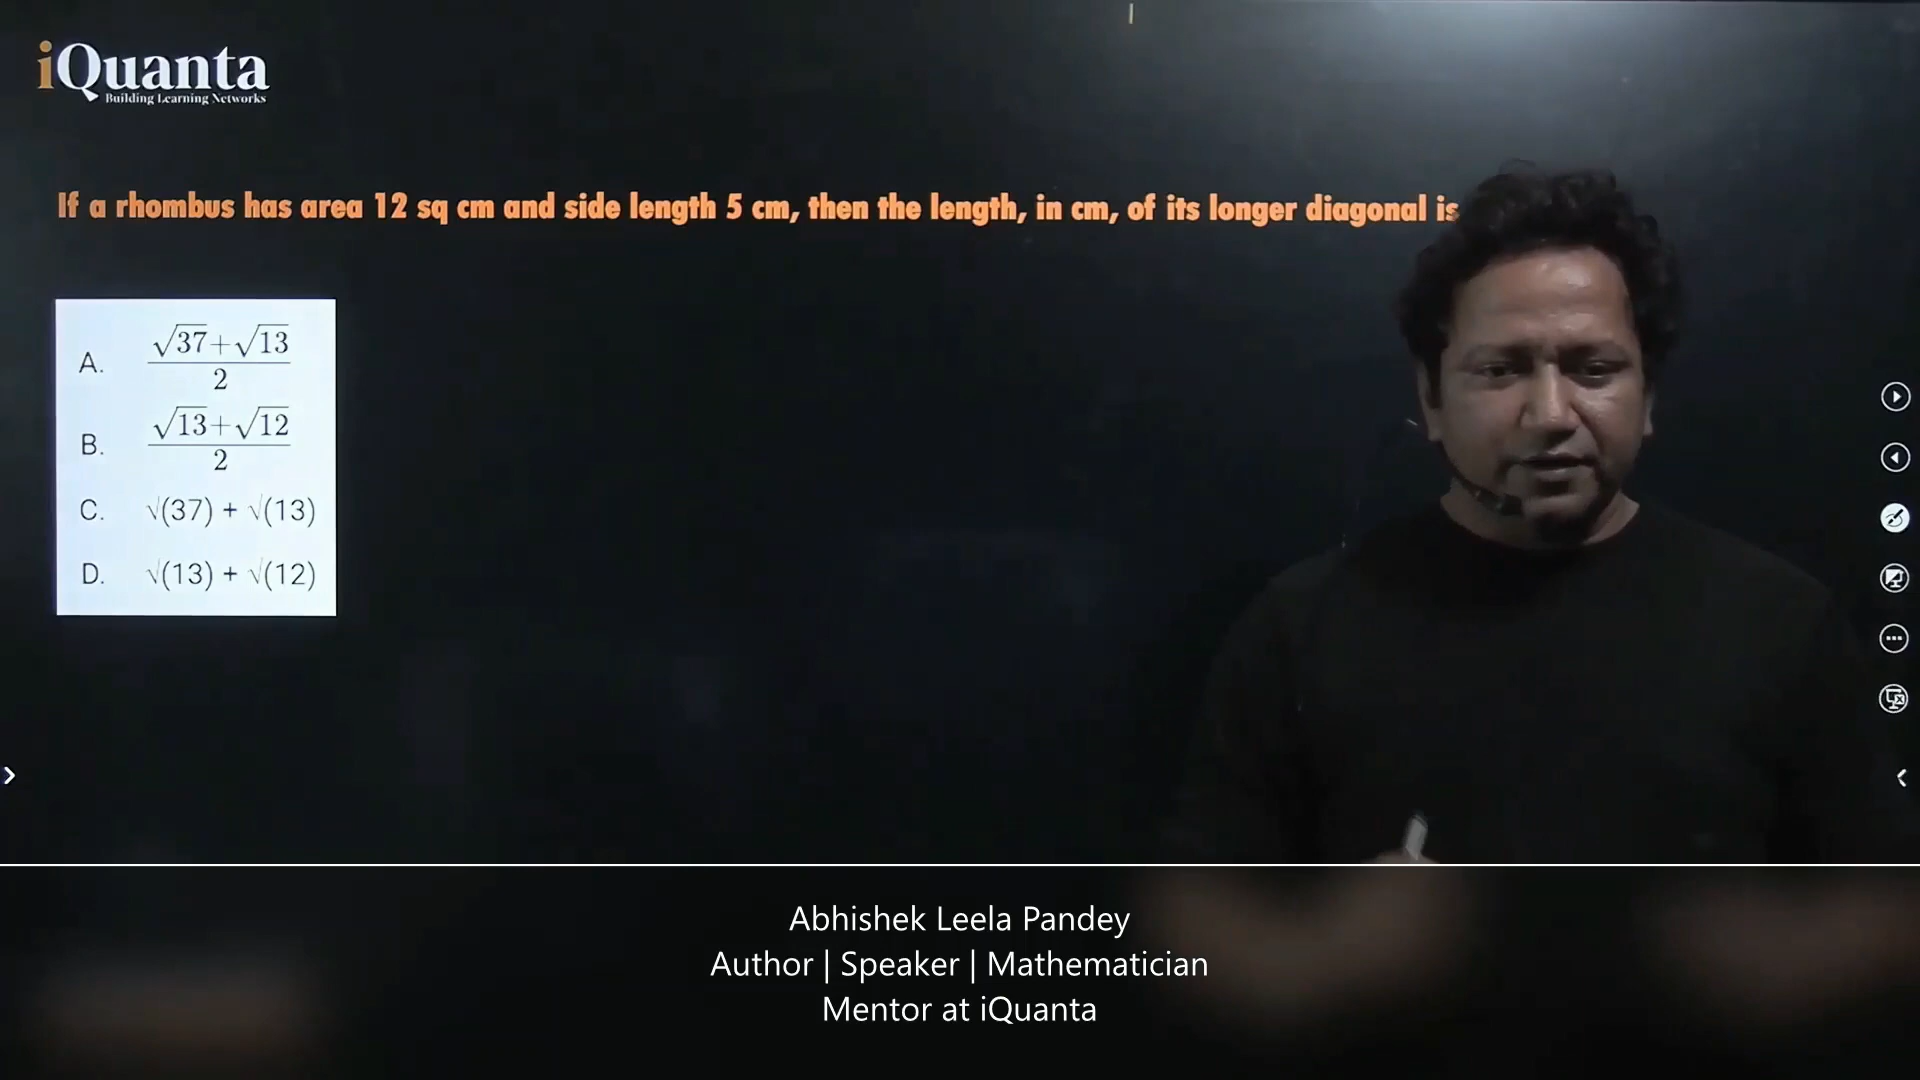 iQuanta
Building Learning Networks
If a rhombus has area 12 sq cm and side length 5 cm, then the length, in cm, of its longer diagonal is
A. (√37+√13)/2
B. (√13+√12)/2
C. √(37) + √(13)
D. √(13) + √(12)
Abhishek Leela Pandey
Author | Speaker | Mathematician
Mentor at iQuanta